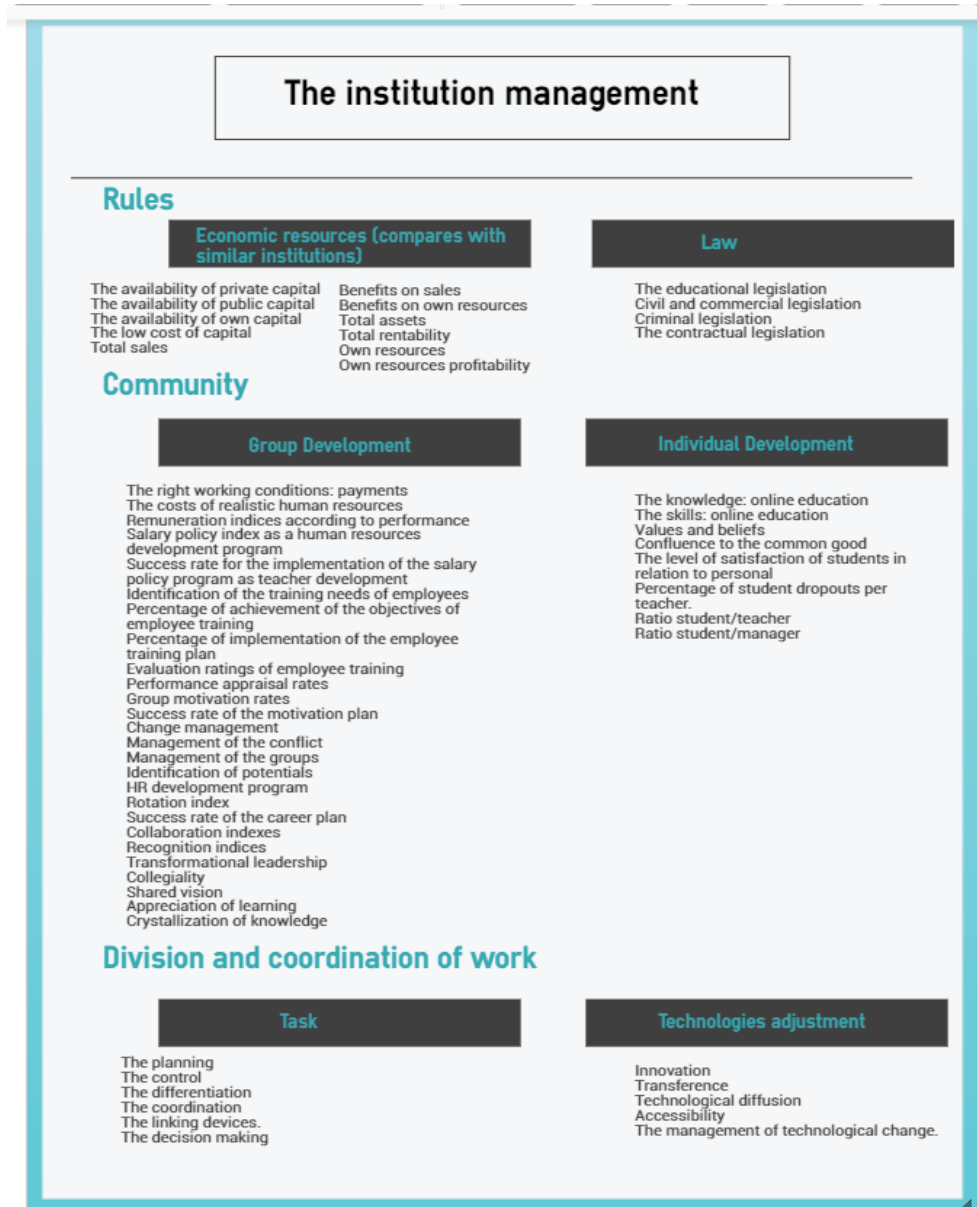 The institution management
Rules
Economic resources (compares with
similar institutions)
The availability of private capital
The availability of public capital
The availability of own capital
The low cost of capital
Total sales
Benefits on sales
Benefits on own resources
Total assets
Total rentability
Own resources
Own resources profitability
Law
The educational legislation
Civil and commercial legislation
Criminal legislation
The contractual legislation
Community
Group Development
The right working conditions: payments
The costs of realistic human resources
Remuneration indices according to performance
Salary policy index as a human resources
development program
Success rate for the implementation of the salary
policy program as teacher development
Identification of the training needs of employees
Percentage of achievement of the objectives of
employee training
Percentage of implementation of the employee
training plan
Evaluation ratings of employee training
Performance appraisal rates
Group motivation rates
Success rate of the motivation plan
Change management
Management of the conflict
Management of the groups
Identification of potentials
HR development program
Rotation index
Success rate of the career plan
Collaboration indexes
Recognition indices
Transformational leadership
Collegiality
Shared vision
Appreciation of learning
Crystallization of knowledge
Individual Development
The knowledge: online education
The skills: online education
Values and beliefs
Confluence to the common good
The level of satisfaction of students in
relation to personal
Percentage of student dropouts per
teacher.
Ratio student/teacher
Ratio student/manager
Division and coordination of work
Task
The planning
The control
The differentiation
The coordination
The linking devices.
The decision making
Technologies adjustment
Innovation
Transference
Technological diffusion
Accessibility
The management of technological change.